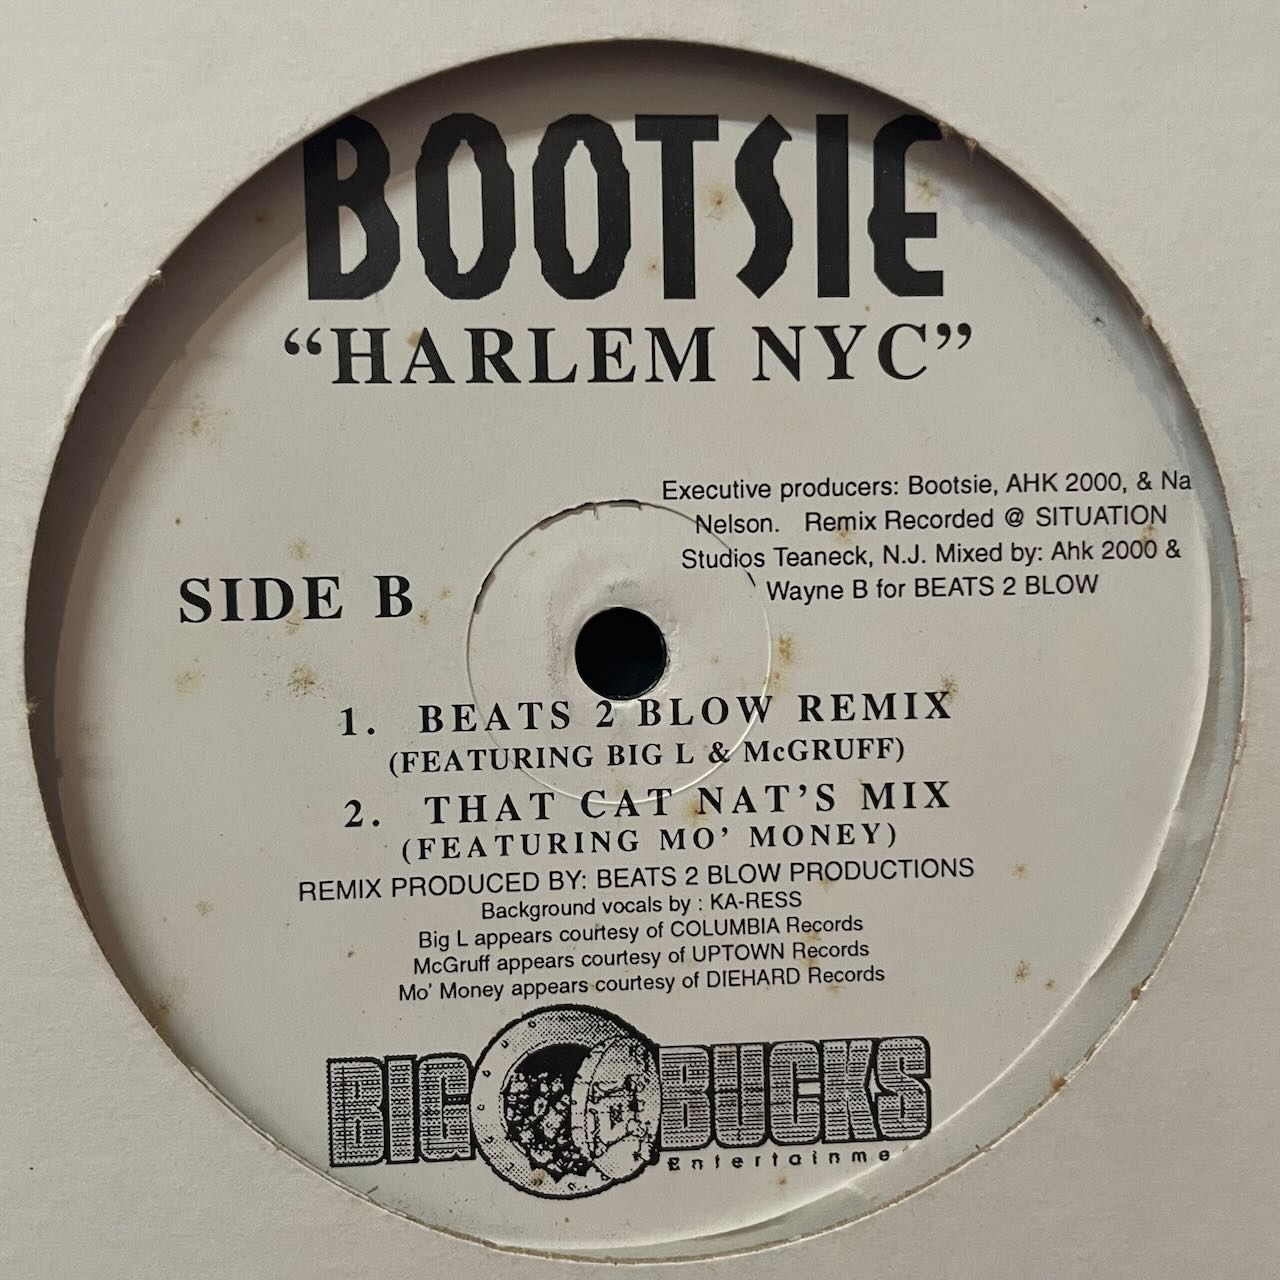 BOOTSIE
“HARLEM NYC”
Executive producers: Bootsie, AHK 2000, & Na
Nelson. Remix Recorded @ SITUATION
Studios Teaneck, N.J. Mixed by: Ahk 2000 &
Wayne B for BEATS 2 BLOW
SIDE B
1. BEATS 2 BLOW REMIX
(FEATURING BIG L & McGRUFF)
2. THAT CAT NAT’S MIX
(FEATURING MO’ MONEY)
REMIX PRODUCED BY: BEATS 2 BLOW PRODUCTIONS
Background vocals by : KA-RESS
Big L appears courtesy of COLUMBIA Records
McGruff appears courtesy of UPTOWN Records
Mo’ Money appears courtesy of DIEHARD Records
BIG BUCKS
Entertainme